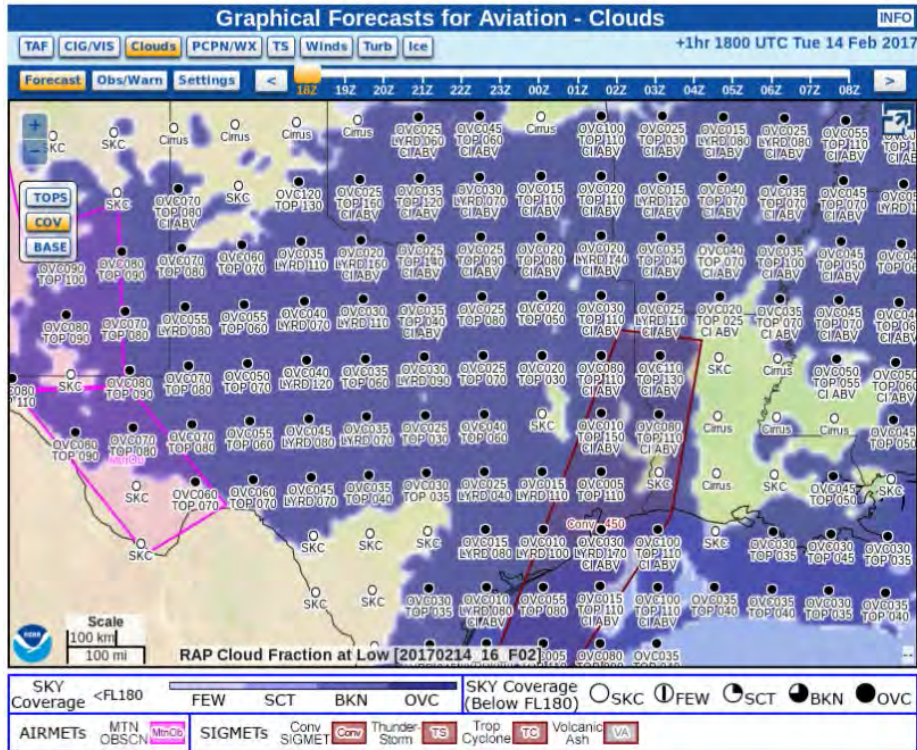 Graphical Forecasts for Aviation - Clouds
INFO
TAF CIG/VIS Clouds PCPN/WX TS Winds Turb Ice
+1hr 1800 UTC Tue 14 Feb 2017
Forecast Obs/Warn Settings < >
18Z 19Z 20Z 21Z 22Z 23Z 00Z 01Z 02Z 03Z 04Z 05Z 06Z 07Z 08Z
+
−
TOPS
COV
BASE
SKC SKC Cirrus Cirrus Cirrus Cirrus OVC025 OVC045 Cirrus OVC100 OVC025 OVC015 OVC025 OVC055
LYRD 060 TOP 060 TOP 110 TOP 030 LYRD 080 LYRD 080 TOP 110
CI ABV CI ABV CI ABV CI ABV CI ABV CI ABV CI ABV
SKC OVC070 SKC OVC120 OVC025 OVC035 OVC030 OVC015 OVC020 OVC015 OVC040 OVC035 OVC045
TOP 080 TOP 130 TOP 160 TOP 120 LYRD 070 TOP 100 TOP 110 LYRD 120 TOP 070 TOP 070 TOP 070
CI ABV CI ABV CI ABV CI ABV CI ABV CI ABV CI ABV CI ABV CI ABV CI ABV
OVC090 OVC080 OVC070 OVC060 OVC035 OVC020 OVC025 OVC025 OVC020 OVC020 OVC035 OVC040 OVC035 OVC045
TOP 100 TOP 090 TOP 080 TOP 070 LYRD 110 LYRD 160 TOP 140 TOP 090 TOP 080 LYRD 140 TOP 040 TOP 070 TOP 100 TOP 050
CI ABV CI ABV CI ABV CI ABV CI ABV CI ABV CI ABV CI ABV CI ABV
OVC080 OVC070 OVC055 OVC055 OVC040 OVC030 OVC035 OVC025 OVC020 OVC030 OVC025 OVC020 OVC035 OVC045
TOP 090 TOP 080 LYRD 080 TOP 060 LYRD 070 LYRD 110 TOP 040 TOP 080 TOP 050 TOP 110 LYRD 110 TOP 025 TOP 070 TOP 070
CI ABV CI ABV CI ABV CI ABV CI ABV CI ABV
SKC OVC080 OVC070 OVC050 OVC040 OVC035 OVC030 OVC025 OVC020 OVC080 OVC110 SKC Cirrus OVC050 OVC050
TOP 090 TOP 080 TOP 070 LYRD 120 TOP 060 LYRD 090 TOP 070 TOP 030 TOP 110 TOP 130 TOP 055
CI ABV CI ABV CI ABV CI ABV
OVC060 OVC070 OVC070 OVC055 OVC045 OVC035 OVC025 OVC040 SKC OVC010 OVC080 Cirrus Cirrus Cirrus OVC045
TOP 090 TOP 080 TOP 080 TOP 060 LYRD 080 LYRD 070 TOP 030 TOP 060 TOP 150 TOP 110 TOP 050
CI ABV CI ABV
MtnOb
SKC OVC060 OVC060 OVC045 OVC035 OVC030 OVC025 OVC015 OVC005 SKC Cirrus SKC OVC045 SKC
TOP 070 TOP 070 LYRD 070 TOP 040 TOP 035 LYRD 040 LYRD 110 TOP 110 TOP 050
Conv 450
SKC SKC SKC SKC OVC015 OVC010 OVC030 OVC100 SKC OVC030 OVC030 OVC030
LYRD 080 LYRD 100 LYRD 170 TOP 110 TOP 035 TOP 045 TOP 035
CI ABV CI ABV
SKC SKC OVC030 OVC010 OVC055 OVC015 OVC100 OVC035 OVC035 OVC030 OVC035
TOP 035 LYRD 080 TOP 080 TOP 110 TOP 110 TOP 040 TOP 040 TOP 035 TOP 040
CI ABV CI ABV CI ABV
Scale
100 km
100 mi
RAP Cloud Fraction at Low [20170214_16_F02]
OVC080 OVC035
SKY Coverage <FL180 FEW SCT BKN OVC
SKY Coverage (Below FL180) SKC FEW SCT BKN OVC
AIRMETs MTN OBSCN MtnOb SIGMETs Conv SIGMET Conv Thunder-Storm TS Trop Cyclone TC Volcanic Ash VA